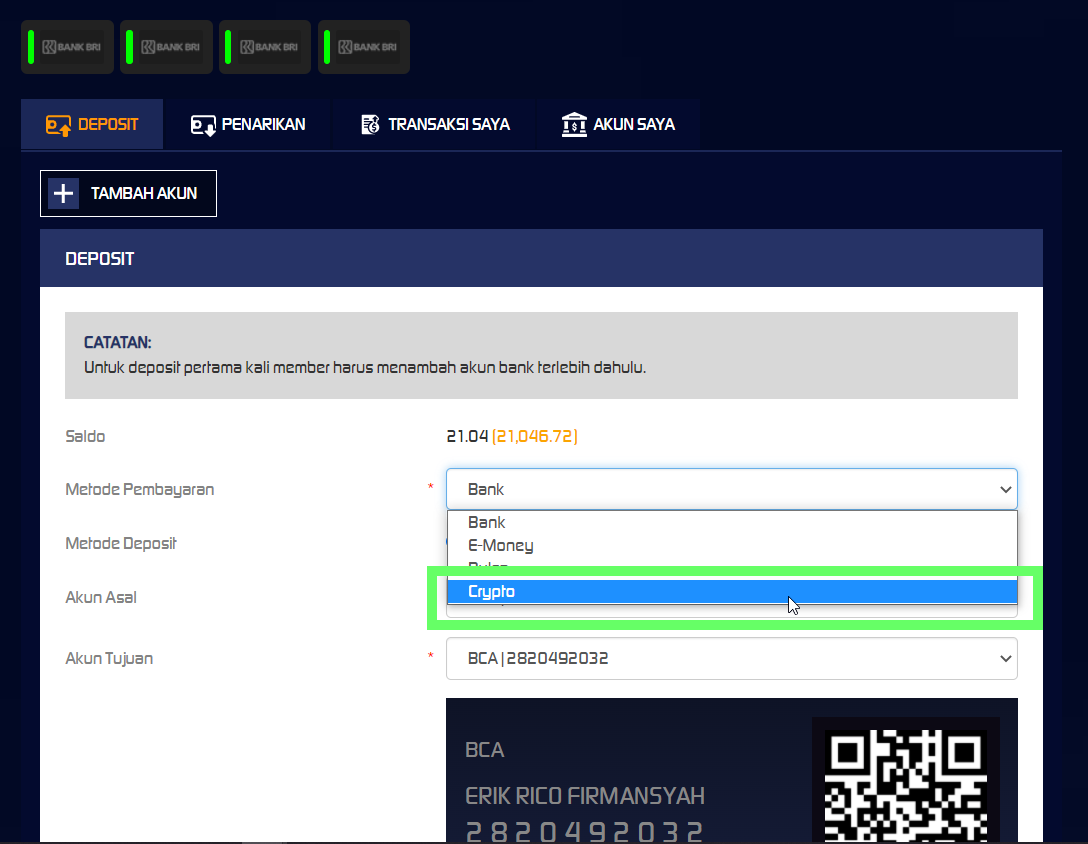 BANK BRI BANK BRI BANK BRI BANK BRI
DEPOSIT PENARIKAN TRANSAKSI SAYA AKUN SAYA
TAMBAH AKUN
DEPOSIT
CATATAN:
Untuk deposit pertama kali member harus menambah akun bank terlebih dahulu.
Saldo 21.04 (21,046.72)
Metode Pembayaran * Bank
Bank
Metode Deposit E-Money
Akun Asal Crypto
Akun Tujuan * BCA | 2820492032
BCA
ERIK RICO FIRMANSYAH
2820492032